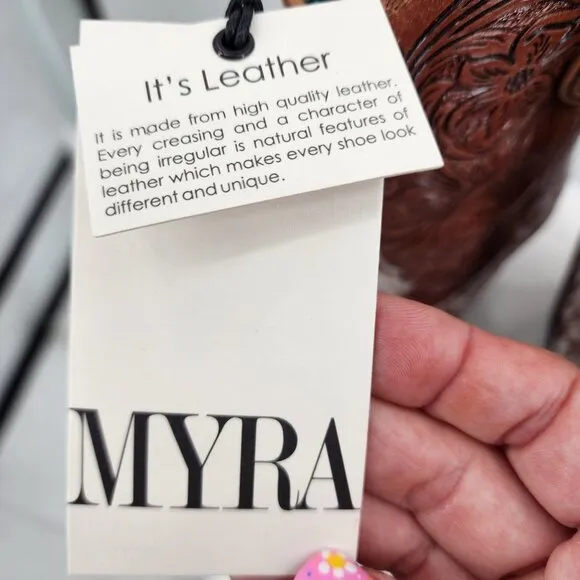 It's Leather
It is made from high quality leather.
Every creasing and a character of
being irregular is natural features of
leather which makes every shoe look
different and unique.
MYRA